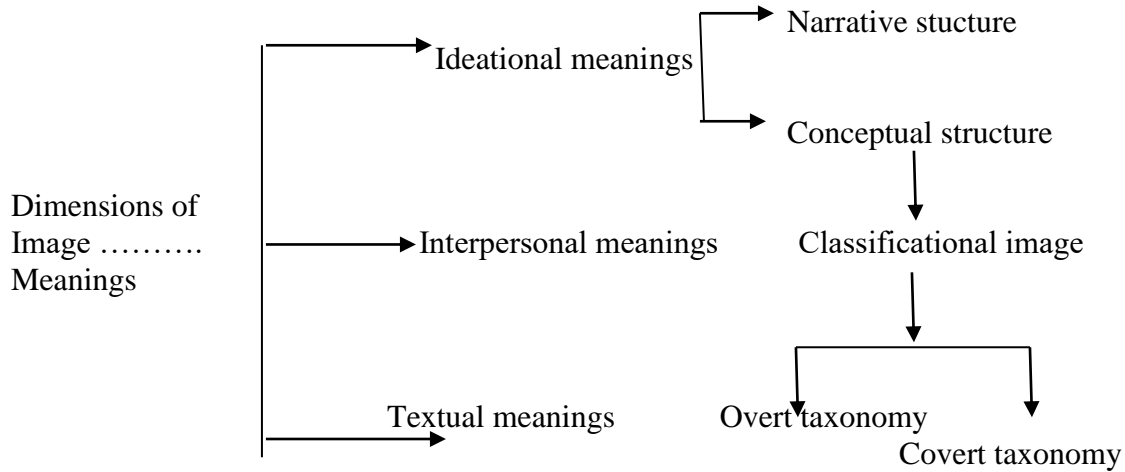 Narrative stucture
Ideational meanings
Conceptual structure
Dimensions of
Image ……….
Meanings
Interpersonal meanings
Classificational image
Textual meanings
Overt taxonomy
Covert taxonomy